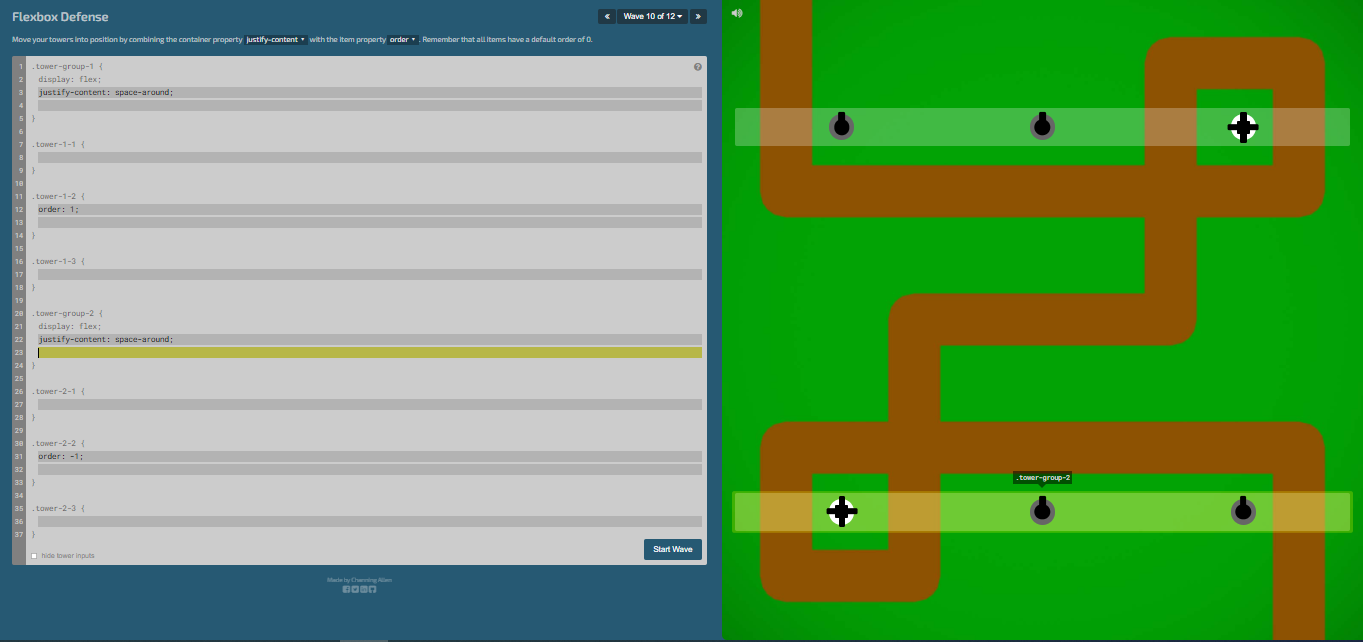 Flexbox Defense
« Wave 10 of 12 »
Move your towers into position by combining the container property justify-content with the item property order . Remember that all items have a default order of 0.
1 .tower-group-1 {
2 display: flex;
3 justify-content: space-around;
4
5 }
6
7 .tower-1-1 {
8
9 }
10
11 .tower-1-2 {
12 order: 1;
13
14 }
15
16 .tower-1-3 {
17
18 }
19
20 .tower-group-2 {
21 display: flex;
22 justify-content: space-around;
23
24 }
25
26 .tower-2-1 {
27
28 }
29
30 .tower-2-2 {
31 order: -1;
32
33 }
34
35 .tower-2-3 {
36
37 }
hide tower inputs
Start Wave
Made by Channing Allen
.tower-group-2